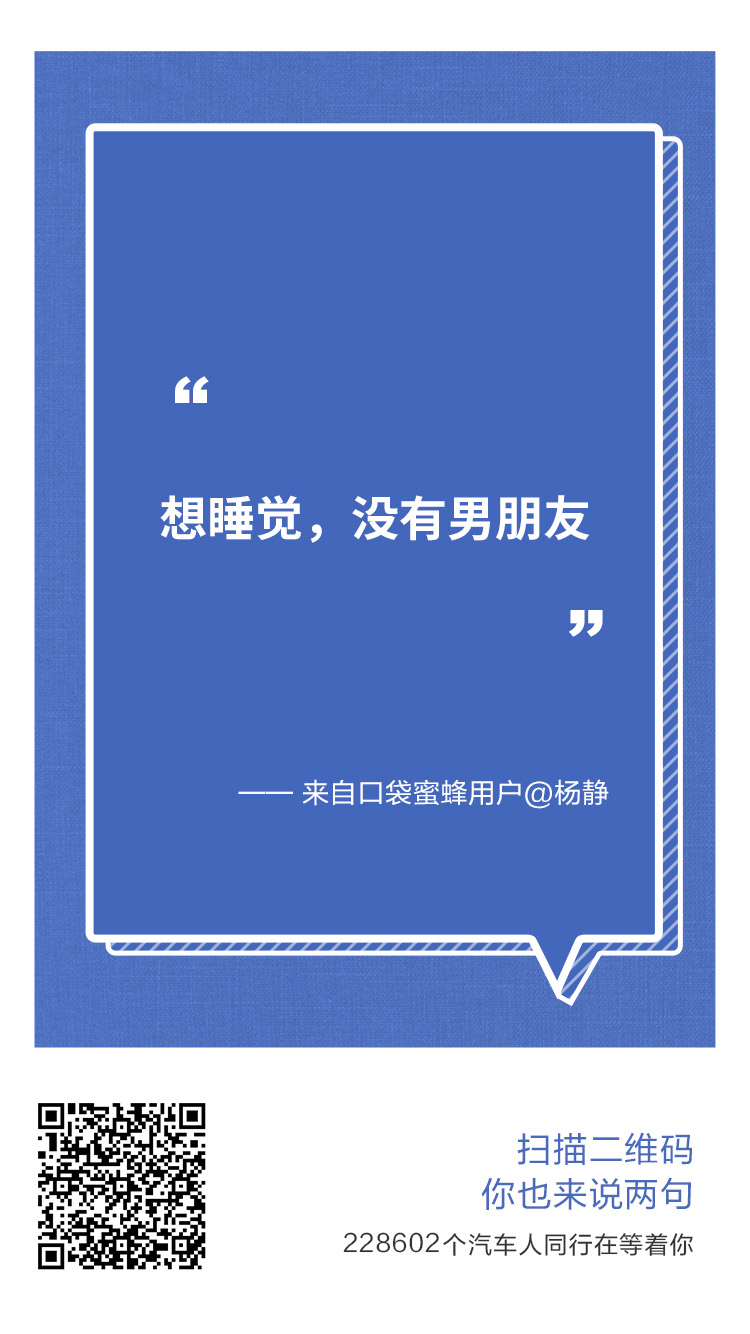 “
想睡觉，没有男朋友
”
—— 来自口袋蜜蜂用户@杨静
扫描二维码
你也来说两句
228602个汽车人同行在等着你